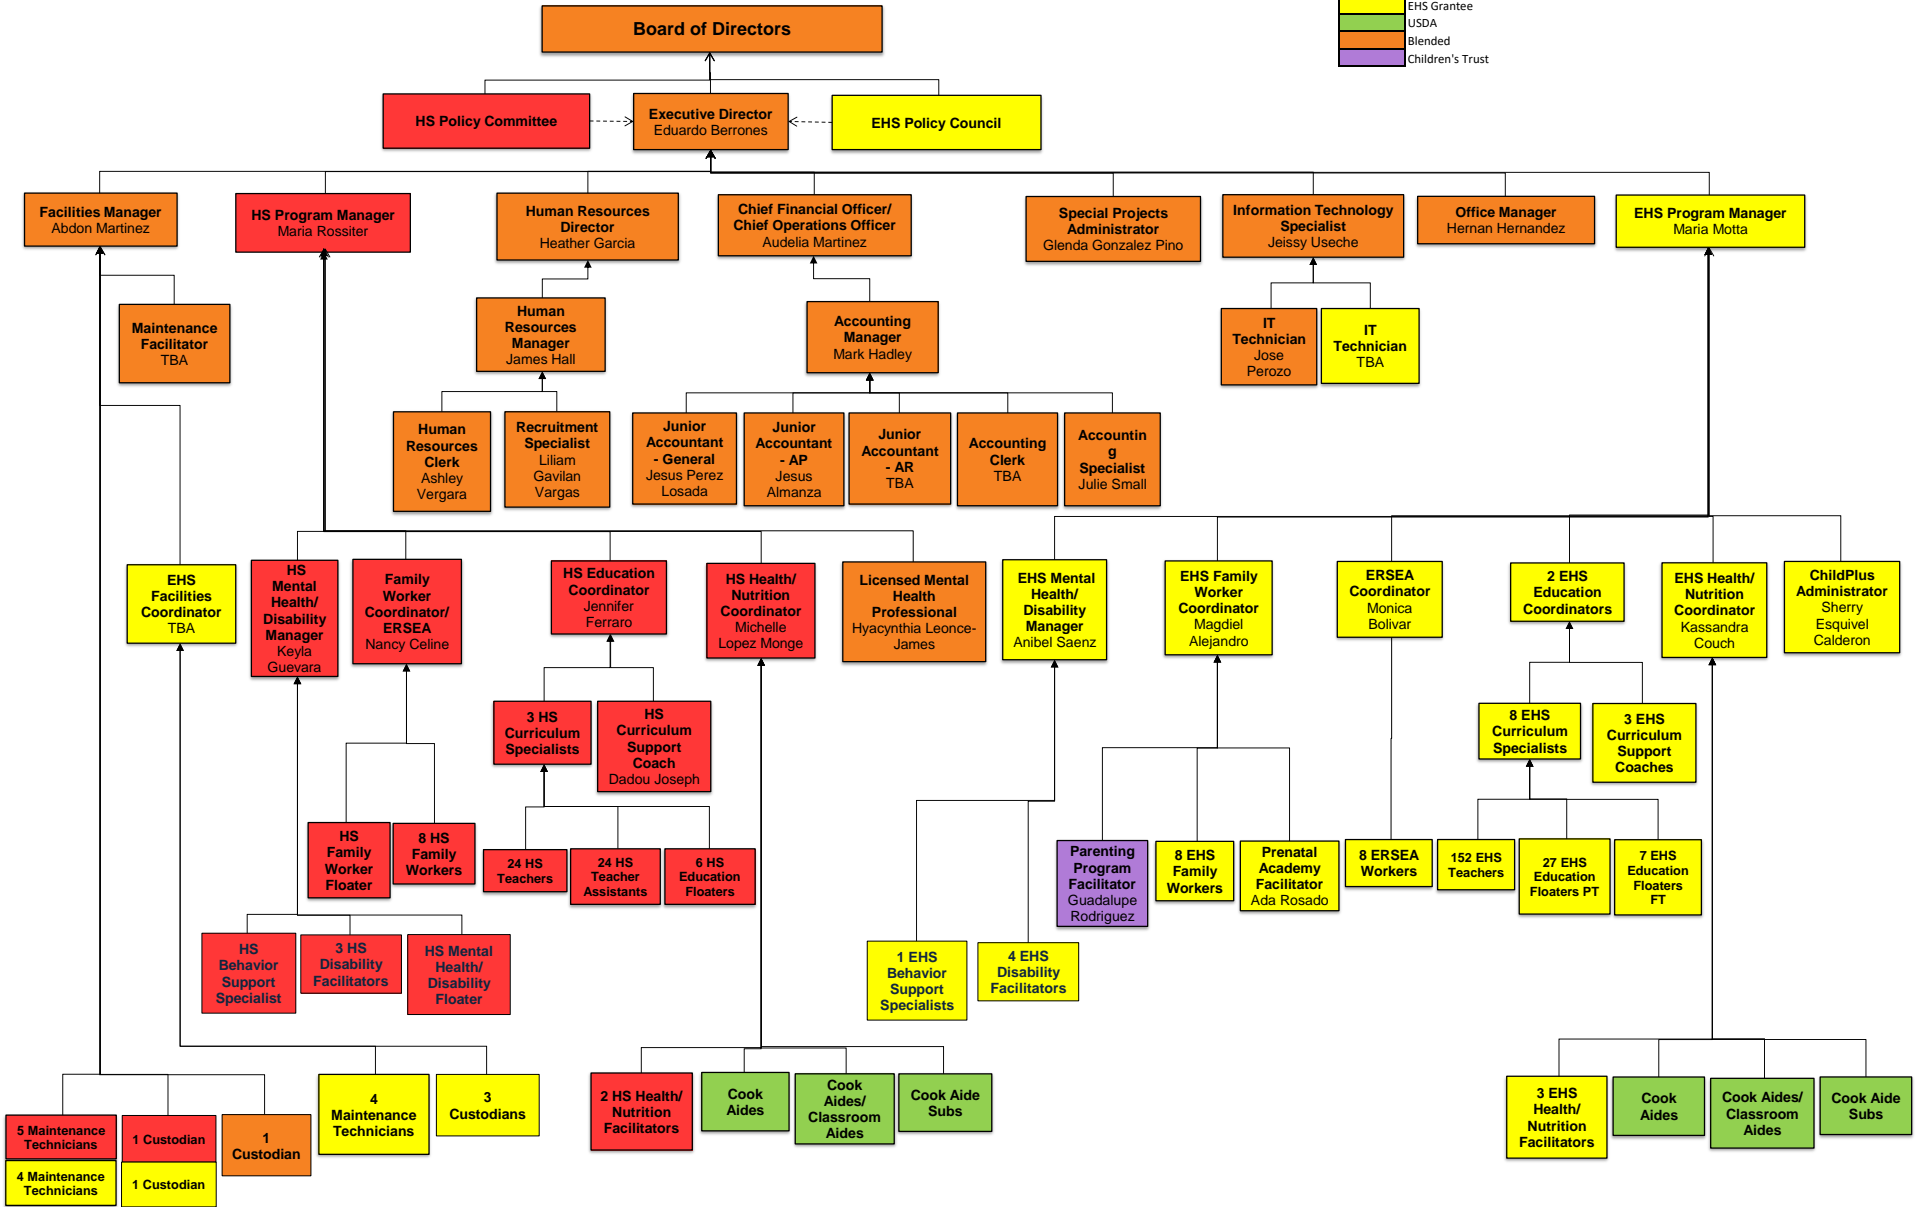 EHS Grantee
USDA
Blended
Children's Trust
Board of Directors
HS Policy Committee
Executive Director
Eduardo Berrones
EHS Policy Council
Facilities Manager
Abdon Martinez
HS Program Manager
Maria Rossiter
Human Resources
Director
Heather Garcia
Chief Financial Officer/
Chief Operations Officer
Audelia Martinez
Special Projects
Administrator
Glenda Gonzalez Pino
Information Technology
Specialist
Jeissy Useche
Office Manager
Hernan Hernandez
EHS Program Manager
Maria Motta
Maintenance
Facilitator
TBA
Human
Resources
Manager
James Hall
Accounting
Manager
Mark Hadley
IT
Technician
Jose
Perozo
IT
Technician
TBA
Human
Resources
Clerk
Ashley
Vergara
Recruitment
Specialist
Liliam
Gavilan
Vargas
Junior
Accountant
- General
Jesus Perez
Losada
Junior
Accountant
- AP
Jesus
Almanza
Junior
Accountant
- AR
TBA
Accounting
Clerk
TBA
Accountin
g
Specialist
Julie Small
EHS
Facilities
Coordinator
TBA
HS
Mental
Health/
Disability
Manager
Keyla
Guevara
Family
Worker
Coordinator/
ERSEA
Nancy Celine
HS Education
Coordinator
Jennifer
Ferraro
HS Health/
Nutrition
Coordinator
Michelle
Lopez Monge
Licensed Mental
Health
Professional
Hyacynthia Leonce-
James
EHS Mental
Health/
Disability
Manager
Anibel Saenz
EHS Family
Worker
Coordinator
Magdiel
Alejandro
ERSEA
Coordinator
Monica
Bolivar
2 EHS
Education
Coordinators
EHS Health/
Nutrition
Coordinator
Kassandra
Couch
ChildPlus
Administrator
Sherry
Esquivel
Calderon
3 HS
Curriculum
Specialists
HS
Curriculum
Support
Coach
Dadou Joseph
8 EHS
Curriculum
Specialists
3 EHS
Curriculum
Support
Coaches
HS
Family
Worker
Floater
8 HS
Family
Workers
24 HS
Teachers
24 HS
Teacher
Assistants
6 HS
Education
Floaters
Parenting
Program
Facilitator
Guadalupe
Rodriguez
8 EHS
Family
Workers
Prenatal
Academy
Facilitator
Ada Rosado
8 ERSEA
Workers
152 EHS
Teachers
27 EHS
Education
Floaters PT
7 EHS
Education
Floaters
FT
HS
Behavior
Support
Specialist
3 HS
Disability
Facilitators
HS Mental
Health/
Disability
Floater
1 EHS
Behavior
Support
Specialists
4 EHS
Disability
Facilitators
5 Maintenance
Technicians
4 Maintenance
Technicians
1 Custodian
1 Custodian
1
Custodian
4
Maintenance
Technicians
3
Custodians
2 HS Health/
Nutrition
Facilitators
Cook
Aides
Cook
Aides/
Classroom
Aides
Cook Aide
Subs
3 EHS
Health/
Nutrition
Facilitators
Cook
Aides
Cook Aides/
Classroom
Aides
Cook Aide
Subs